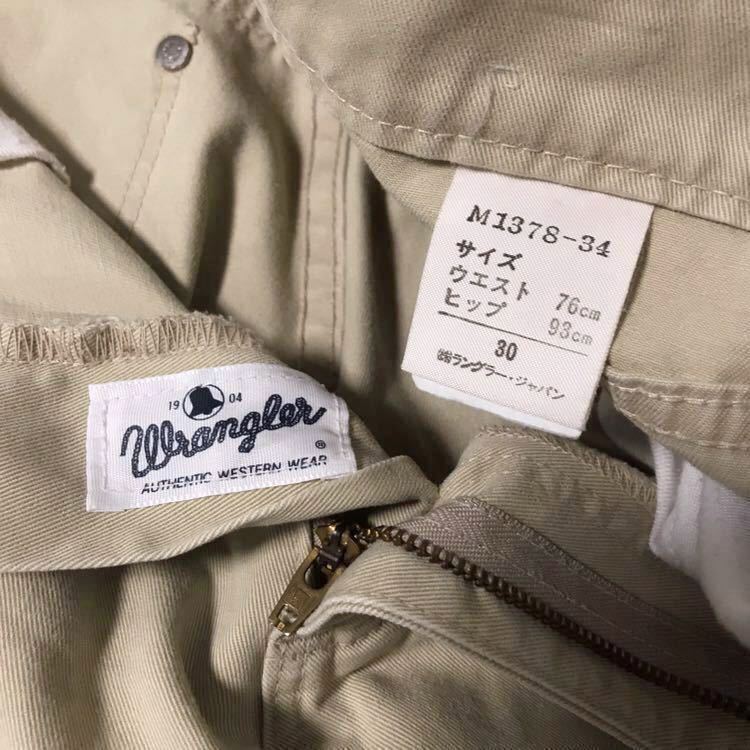 M1378-34
サイズ
ウエスト 76cm
ヒップ 93cm
30
㈱ラングラー・ジャパン
19 04
Wrangler ®
AUTHENTIC WESTERN WEAR